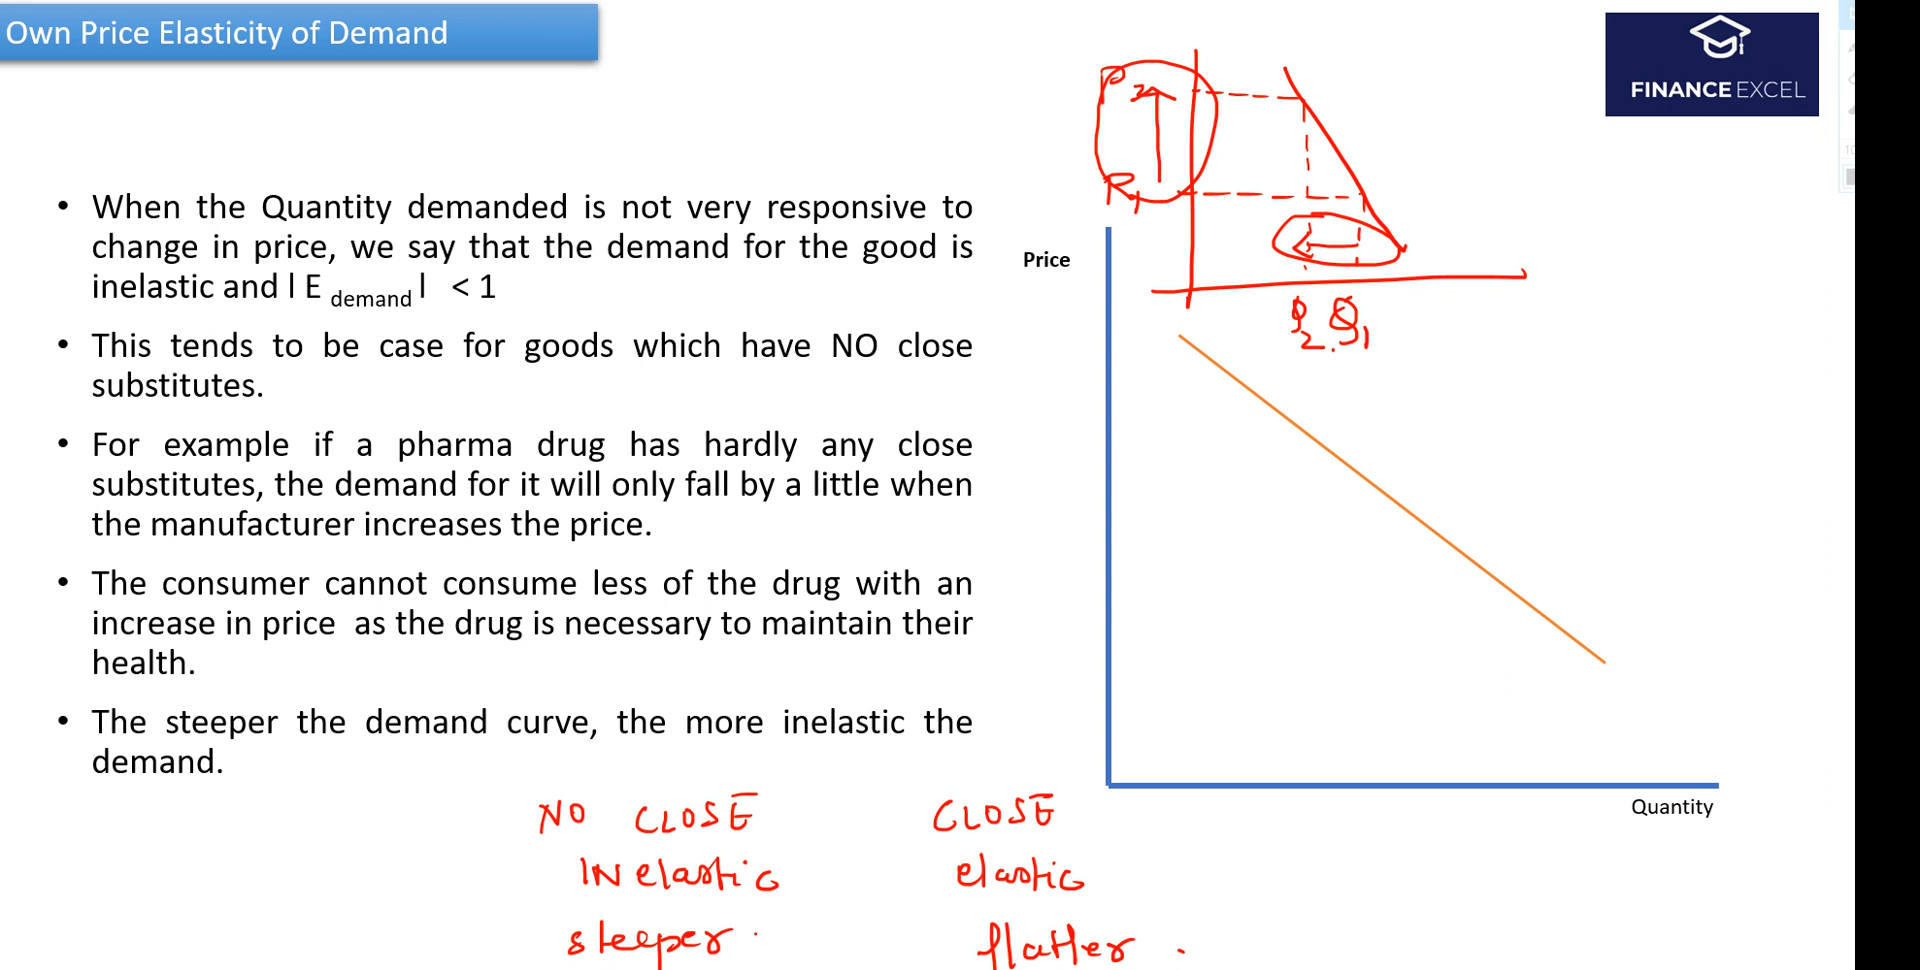 Own Price Elasticity of Demand
FINANCE EXCEL
• When the Quantity demanded is not very responsive to
change in price, we say that the demand for the good is
inelastic and l E demand l < 1
• This tends to be case for goods which have NO close
substitutes.
• For example if a pharma drug has hardly any close
substitutes, the demand for it will only fall by a little when
the manufacturer increases the price.
• The consumer cannot consume less of the drug with an
increase in price as the drug is necessary to maintain their
health.
• The steeper the demand curve, the more inelastic the
demand.
P2
P1
Q2 Q1
Price
Quantity
NO CLOSE
INelastic
steeper
CLOSE
elastic
flatter